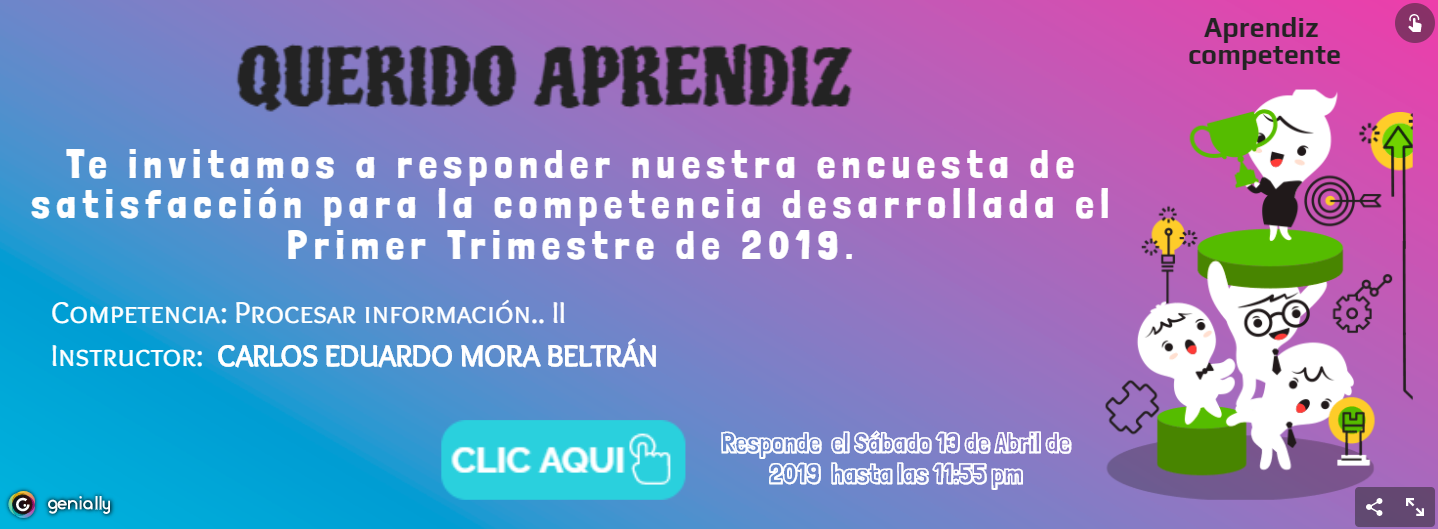 Aprendiz
competente
QUERIDO APRENDIZ
Te invitamos a responder nuestra encuesta de
satisfacción para la competencia desarrollada el
Primer Trimestre de 2019.
Competencia: Procesar información.. II
Instructor: CARLOS EDUARDO MORA BELTRÁN
CLIC AQUI
Responde el Sábado 13 de Abril de
2019 hasta las 11:55 pm
genially